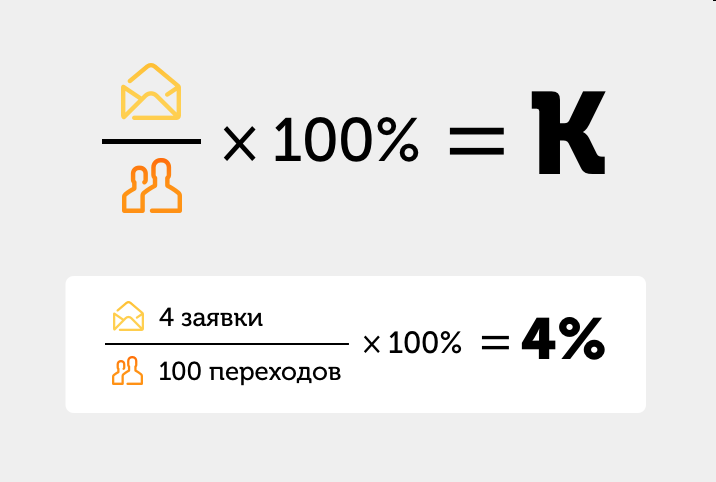 × 100% = К
4 заявки
100 переходов
× 100% = 4%